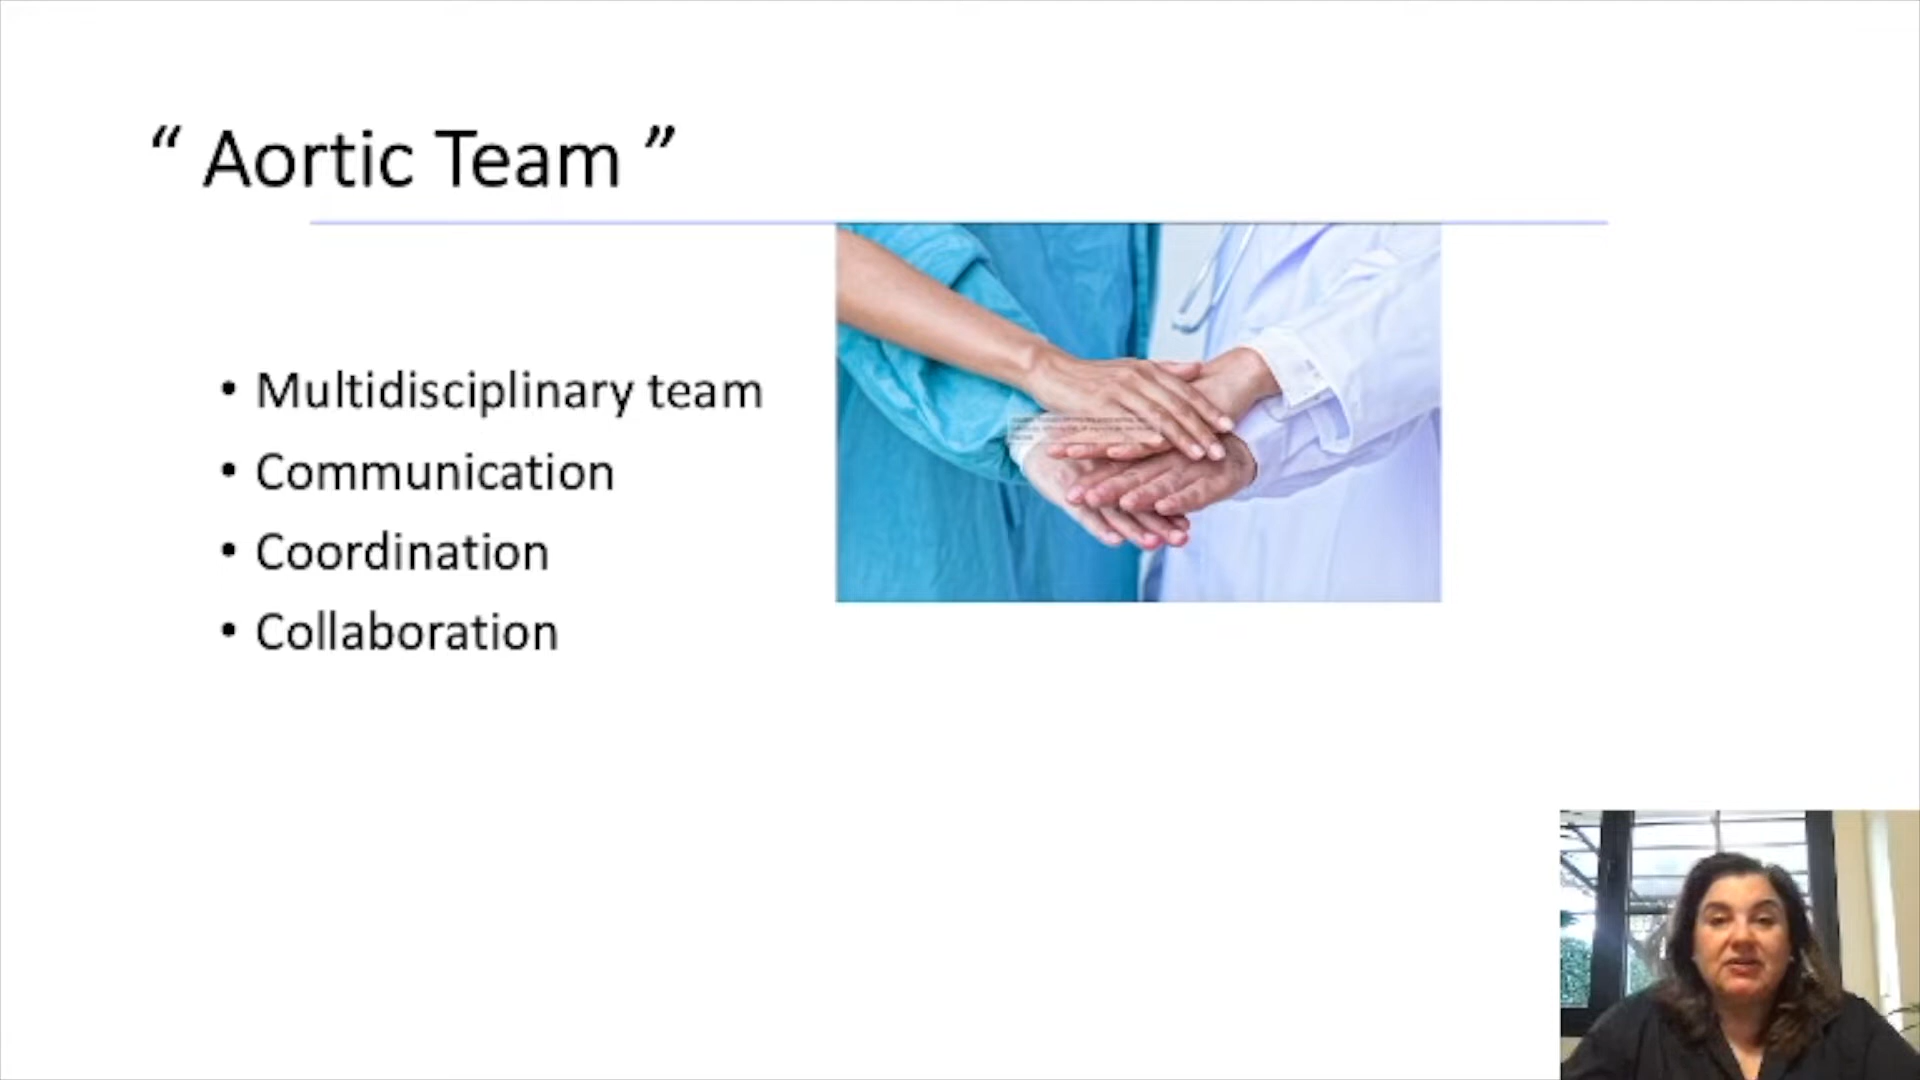 “ Aortic Team ”
• Multidisciplinary team
• Communication
• Coordination
• Collaboration